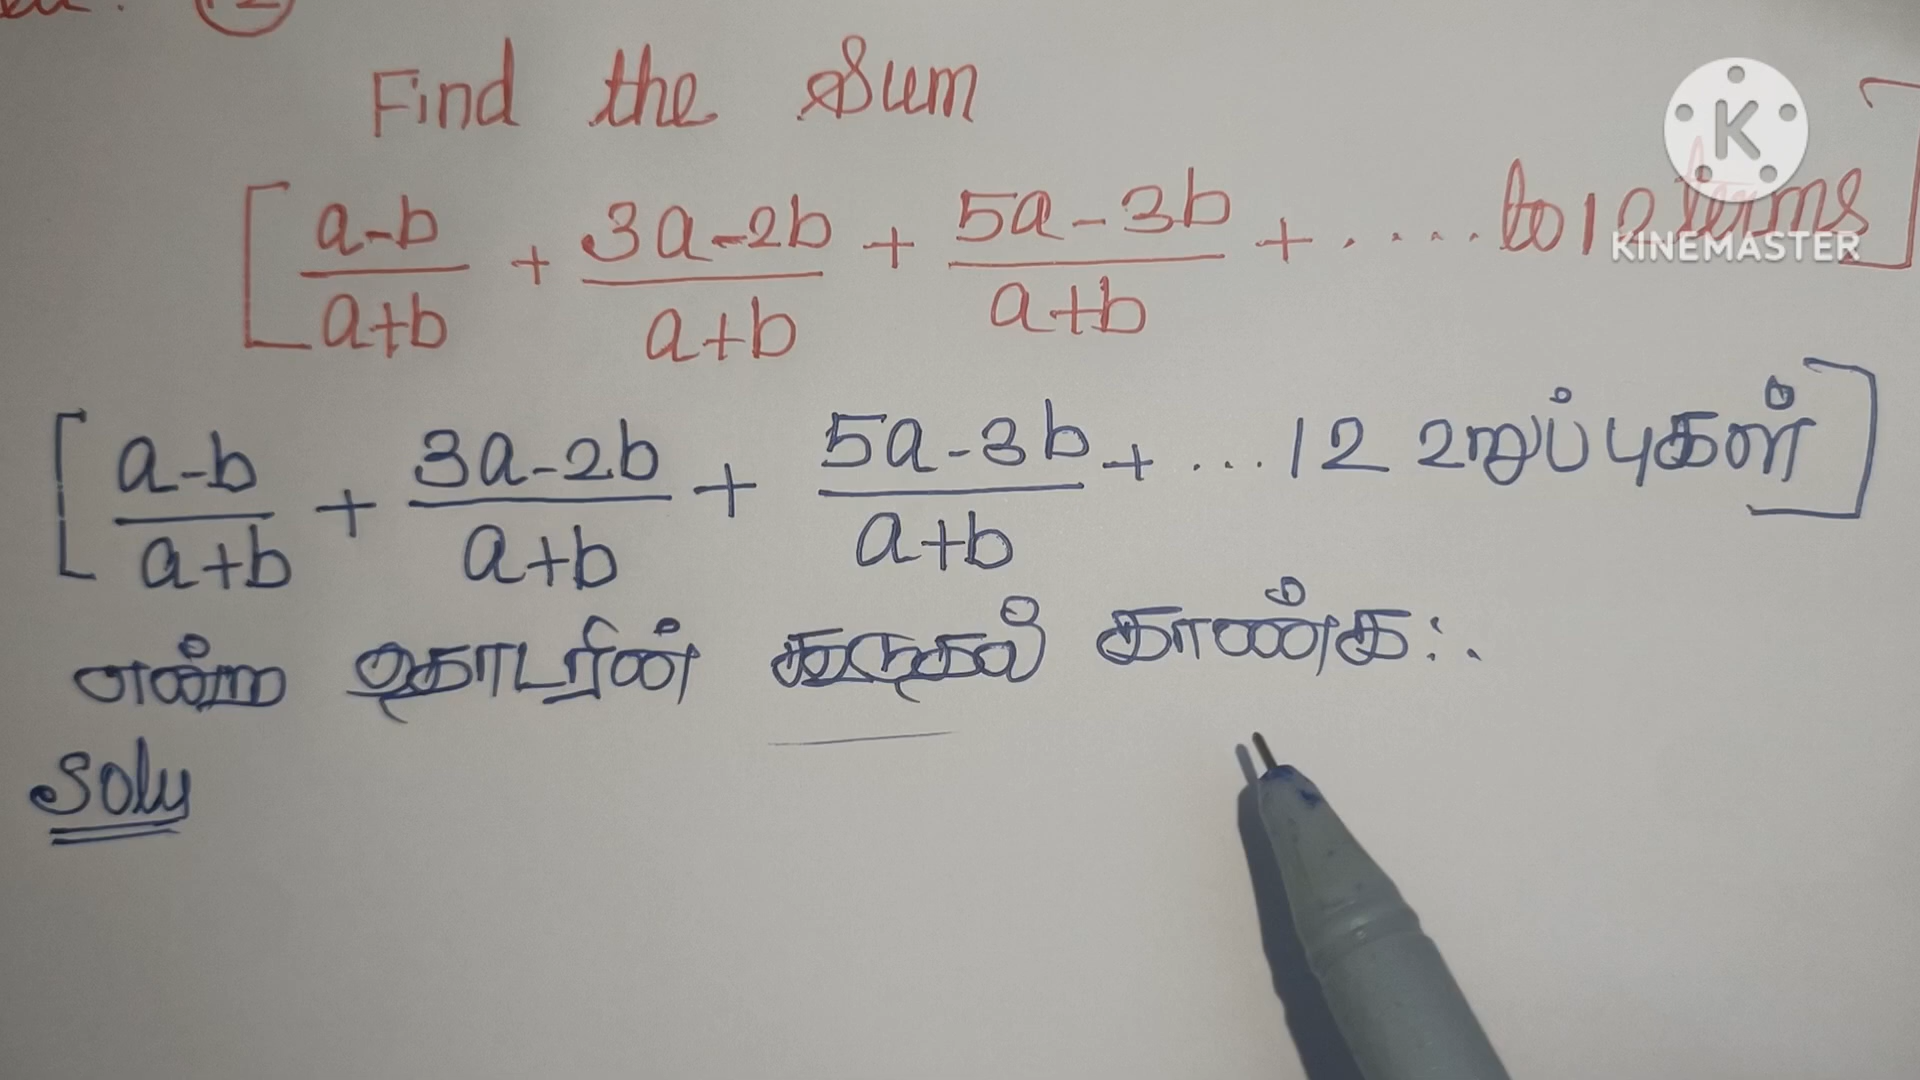 Find the Sum
[ (a-b)/(a+b) + (3a-2b)/(a+b) + (5a-3b)/(a+b) + ..... to 12 terms ]
KINEMASTER
[ (a-b)/(a+b) + (3a-2b)/(a+b) + (5a-3b)/(a+b) + ... 12 உறுப்புகள் ]
என்ற தொடரின் கூடுதல் காண்க:.
Soln